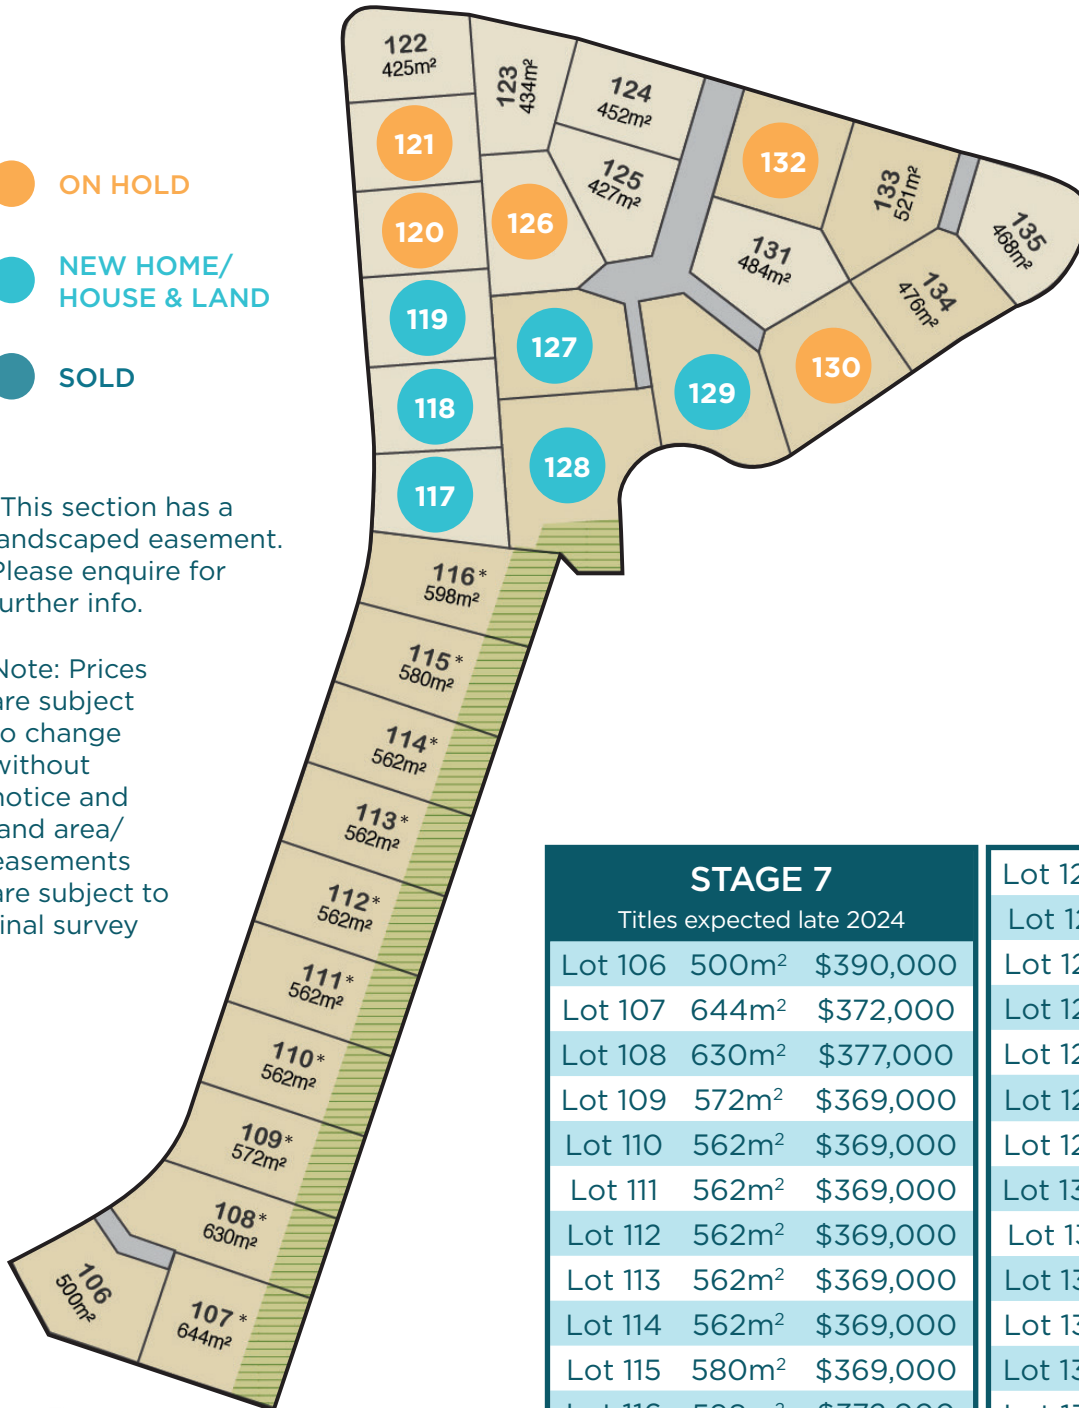 ON HOLD
NEW HOME/
HOUSE & LAND
SOLD
This section has a
landscaped easement.
Please enquire for
further info.
Note: Prices
are subject
to change
without
notice and
land area/
easements
are subject to
final survey
122
425m²
123
434m²
124
452m²
125
427m²
121
120
119
118
117
126
127
128
129
130
132
131
484m²
133
521m²
134
476m²
135
468m²
116*
598m²
115*
580m²
114*
562m²
113*
562m²
112*
562m²
111*
562m²
110*
562m²
109*
572m²
108*
630m²
107*
644m²
106
500m²
STAGE 7
Titles expected late 2024
Lot 106 500m² $390,000
Lot 107 644m² $372,000
Lot 108 630m² $377,000
Lot 109 572m² $369,000
Lot 110 562m² $369,000
Lot 111 562m² $369,000
Lot 112 562m² $369,000
Lot 113 562m² $369,000
Lot 114 562m² $369,000
Lot 115 580m² $369,000
Lot 116
Lot
Lot
Lot
Lot
Lot
Lot
Lot
Lot
Lot
Lot
Lot
Lot